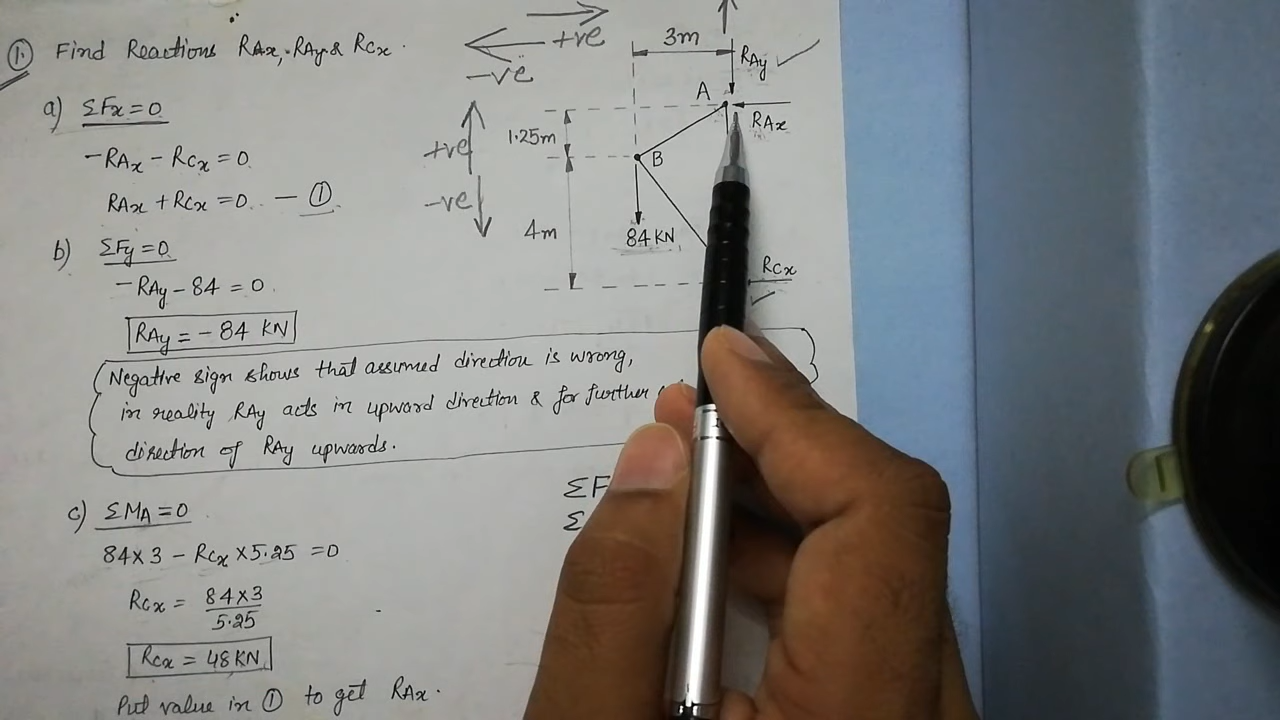 1. Find Reactions RAx, RAy & RCx.
a) ΣFx=0
-RAx - RCx = 0
RAx + RCx = 0. — ①
b) ΣFy=0
-RAy - 84 = 0.
RAy = - 84 KN
Negative sign shows that assumed direction is wrong,
in reality RAy acts in upward direction & for further
direction of RAy upwards.
c) ΣMA=0
84×3 - RCx ×5.25 =0
RCx = 84×3
5.25
RCx = 48KN
Put value in ① to get RAx.
+ve
-ve
+ve
-ve
3m
RAy
A
RAx
1.25m
B
4m
84 KN
RCx
ΣF
Σ